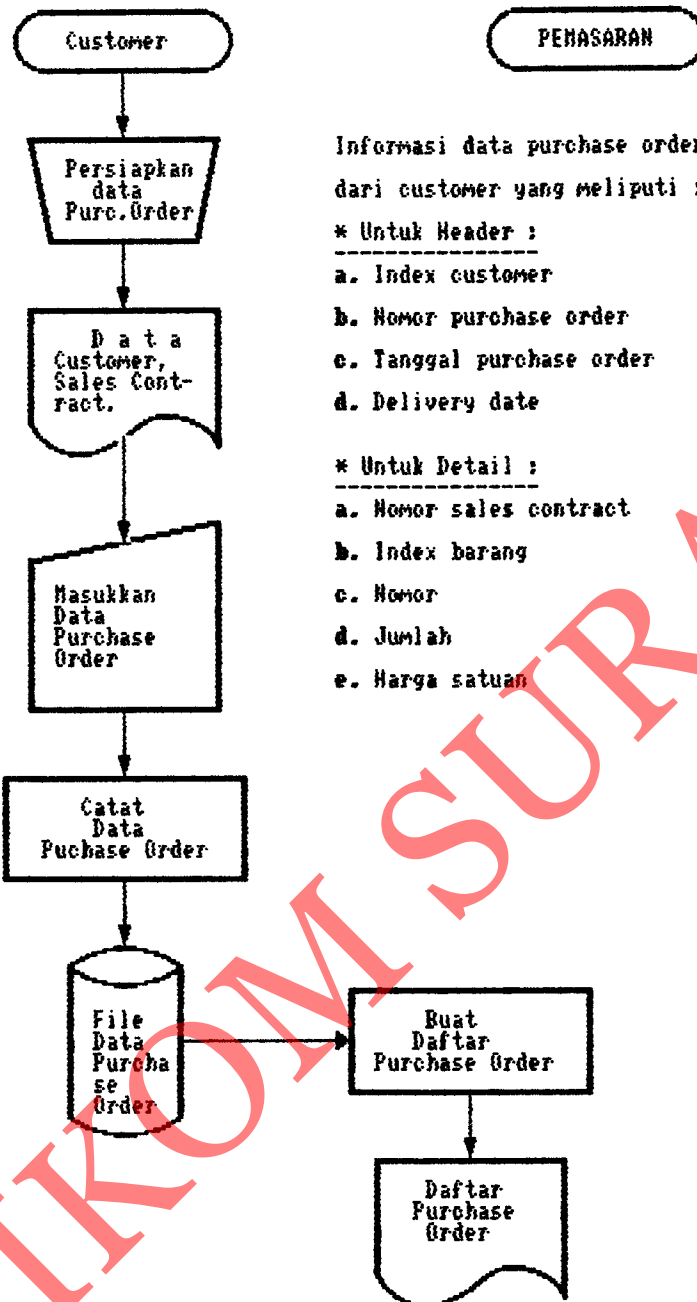 Customer
PEMASARAN
Persiapkan
data
Purc.Order
Informasi data purchase order
dari customer yang meliputi :
* Untuk Header :
a. Index customer
b. Nomor purchase order
c. Tanggal purchase order
d. Delivery date
D a t a
Customer,
Sales Cont-
ract.
* Untuk Detail :
a. Nomor sales contract
b. Index barang
c. Nomor
d. Jumlah
e. Harga satuan
Masukkan
Data
Purchase
Order
Catat
Data
Puchase Order
File
Data
Purcha
se
Order
Buat
Daftar
Purchase Order
Daftar
Purchase
Order
IKOM SURA